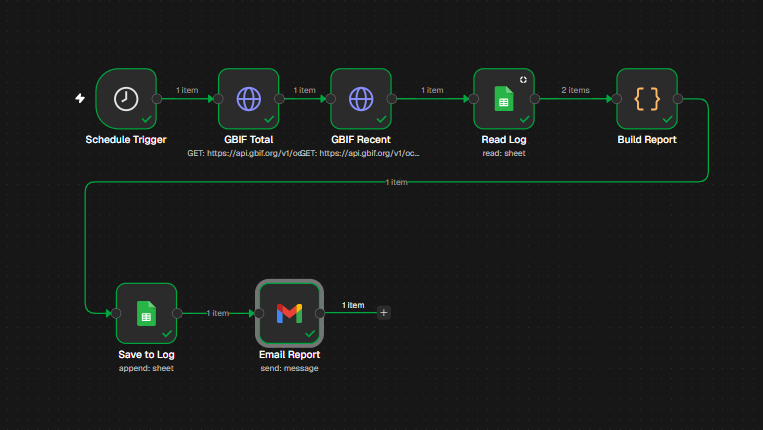 1 item
1 item
1 item
2 items
Schedule Trigger
GBIF Total
GBIF Recent
Read Log
Build Report
GET: https://api.gbif.org/v1/oc
GET: https://api.gbif.org/v1/oc...
read: sheet
1 item
1 item
1 item
Save to Log
Email Report
append: sheet
send: message